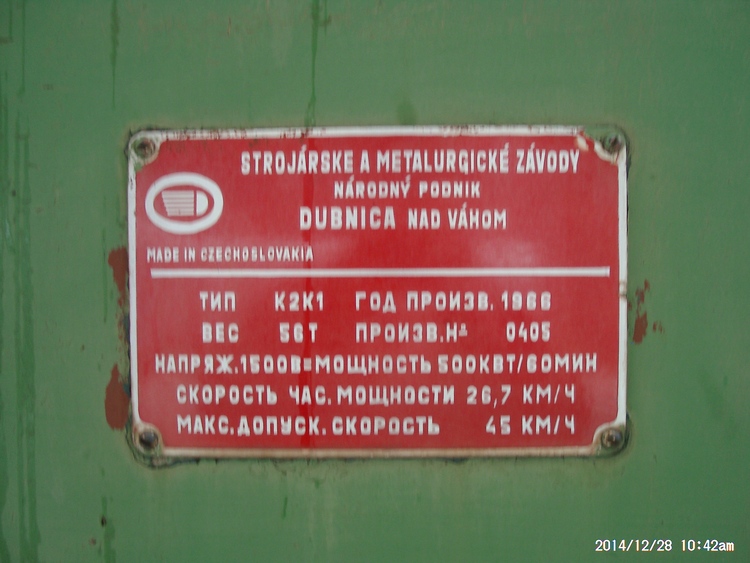 STROJÁRSKE A METALURGICKÉ ZÁVODY
NÁRODNÝ PODNIK
DUBNICA NAD VÁHOM
MADE IN CZECHOSLOVAKIA
ТИП К2К1 ГОД ПРОИЗВ. 1966
ВЕС 56Т ПРОИЗВ.Нº 0405
НАПРЯЖ.1500В=МОЩНОСТЬ 500КВТ/60МИН
СКОРОСТЬ ЧАС. МОЩНОСТИ 26,7 КМ/Ч
МАКС.ДОПУСК.СКОРОСТЬ 45 КМ/Ч
2014/12/28 10:42am